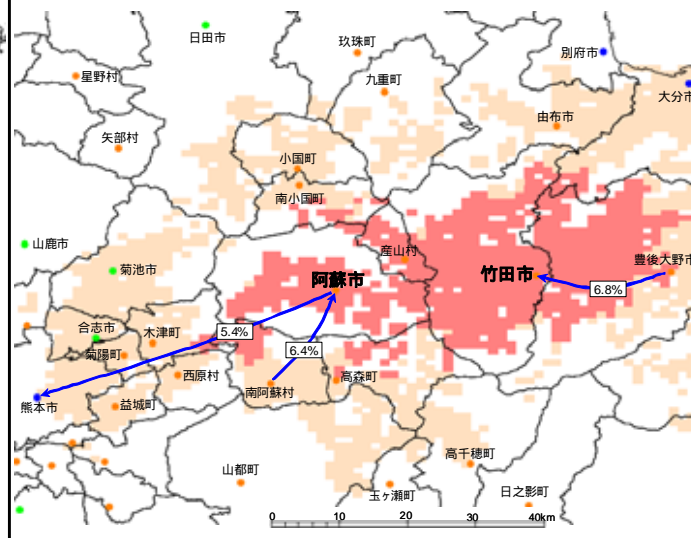 日田市
玖珠町
別府市
星野村
九重町
大分市
由布市
矢部村
小国町
南小国町
山鹿市
産山村
豊後大野市
菊池市
阿蘇市
竹田市
6.8%
合志市
木津町
5.4%
6.4%
菊陽町
西原村
南阿蘇村
高森町
熊本市
益城町
高千穂町
山都町
玉ヶ瀬町
日之影町
0 10 20 30 40km